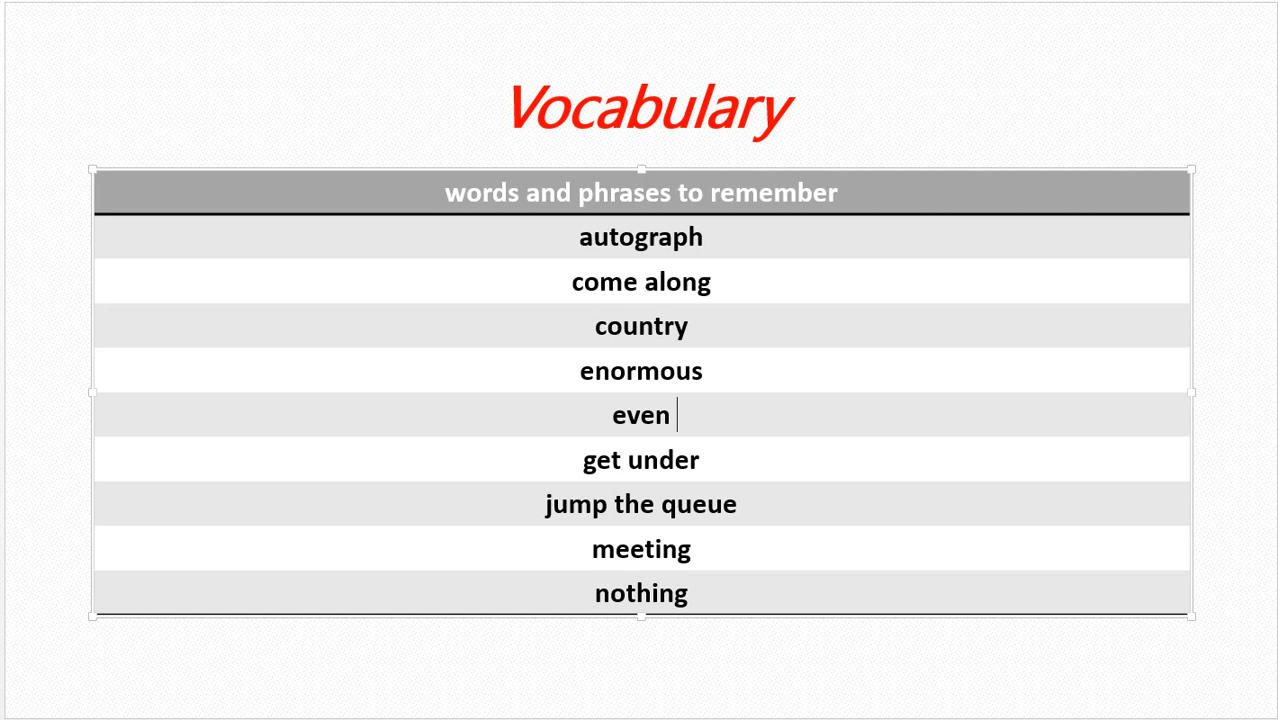 Vocabulary
words and phrases to remember
autograph
come along
country
enormous
even
get under
jump the queue
meeting
nothing